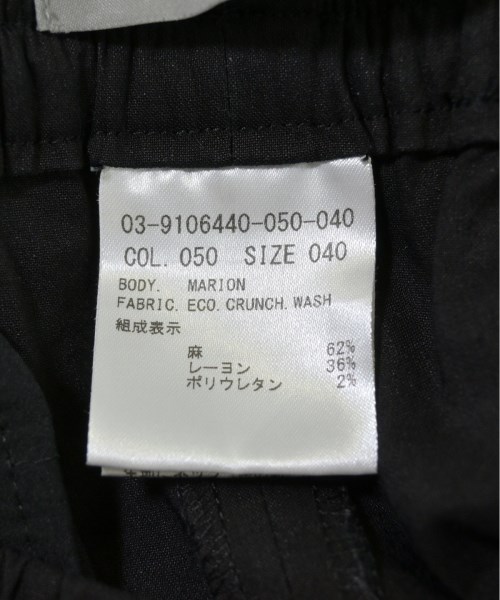 03-9106440-050-040
COL. 050 SIZE 040
BODY. MARION
FABRIC. ECO. CRUNCH. WASH
組成表示
麻 62%
レーヨン 36%
ポリウレタン 2%